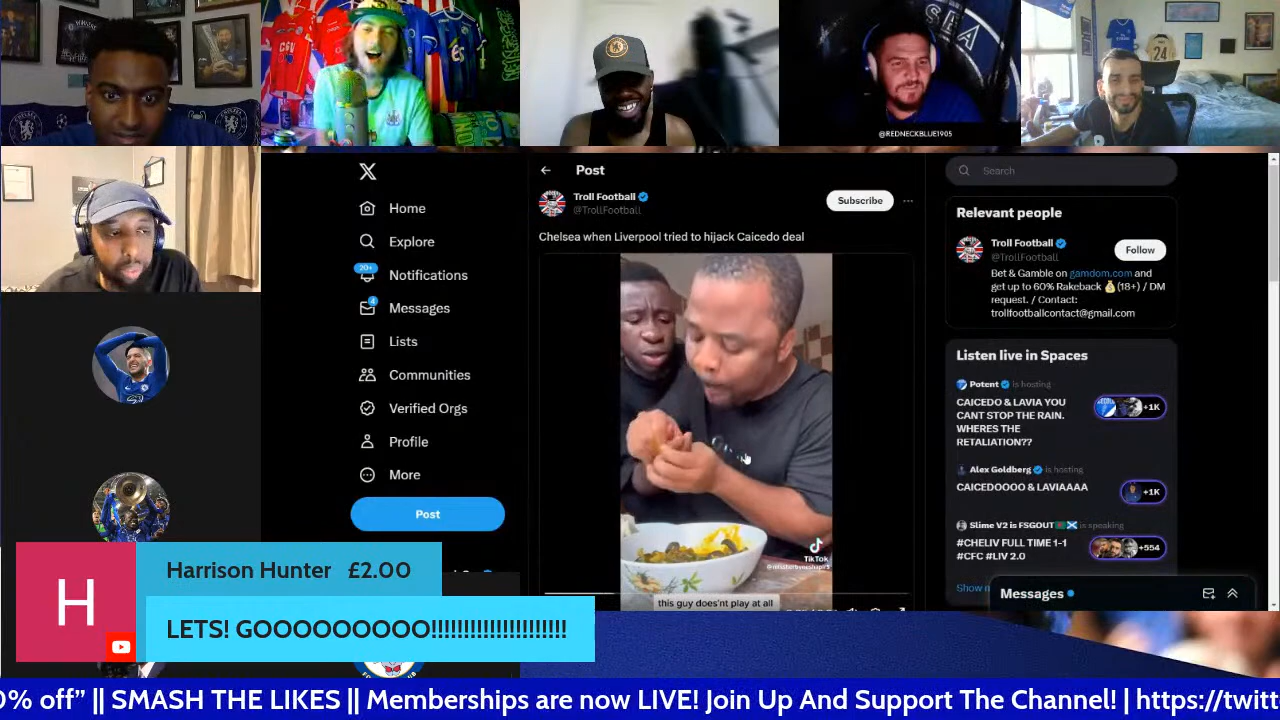 @REDNECKBLUE1905
24
Home
Explore
20+
Notifications
4
Messages
Lists
Communities
Verified Orgs
Profile
More
Post
Post
Troll Football
@TrollFootball
Subscribe
Chelsea when Liverpool tried to hijack Caicedo deal
TikTok
this guy does'nt play at all
Search
Relevant people
Troll Football
@TrollFootball
Follow
Bet & Gamble on gamdom.com and
get up to 60% Rakeback 💰(18+) / DM
request. / Contact:
trollfootballcontact@gmail.com
Listen live in Spaces
Potent is hosting
CAICEDO & LAVIA YOU
CANT STOP THE RAIN.
WHERES THE
RETALIATION??
+1K
Alex Goldberg is hosting
CAICEDOOOO & LAVIAAAA
+1K
Slime V2 is FSGOUT is speaking
#CHELIV FULL TIME 1-1
#CFC #LIV 2.0
+554
Messages
H
Harrison Hunter £2.00
LETS! GOOOOOOOOO!!!!!!!!!!!!!!!!!!!!!
0% off” || SMASH THE LIKES || Memberships are now LIVE! Join Up And Support The Channel! | https://twitt